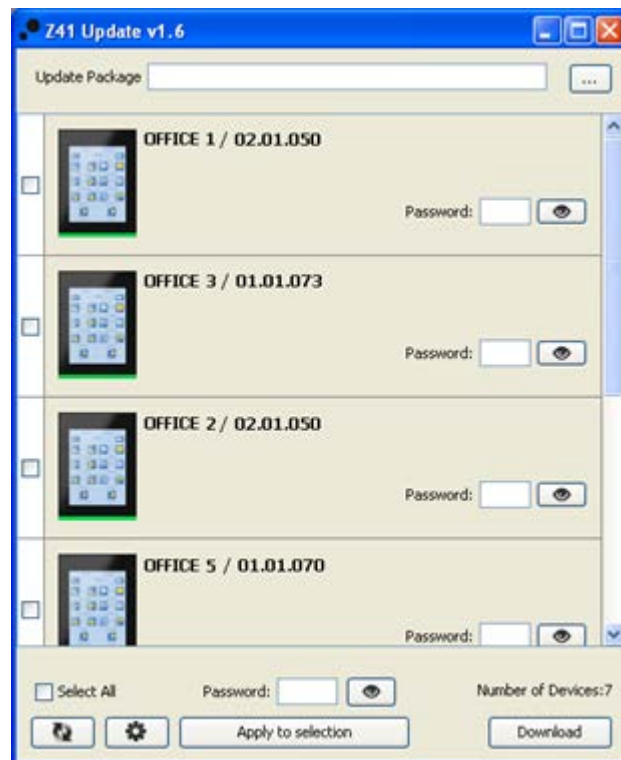 Z41 Update v1.6
Update Package
...
OFFICE 1 / 02.01.050
Password:
OFFICE 3 / 01.01.073
Password:
OFFICE 2 / 02.01.050
Password:
OFFICE 5 / 01.01.070
Password:
Select All Password: Number of Devices:7
Apply to selection Download